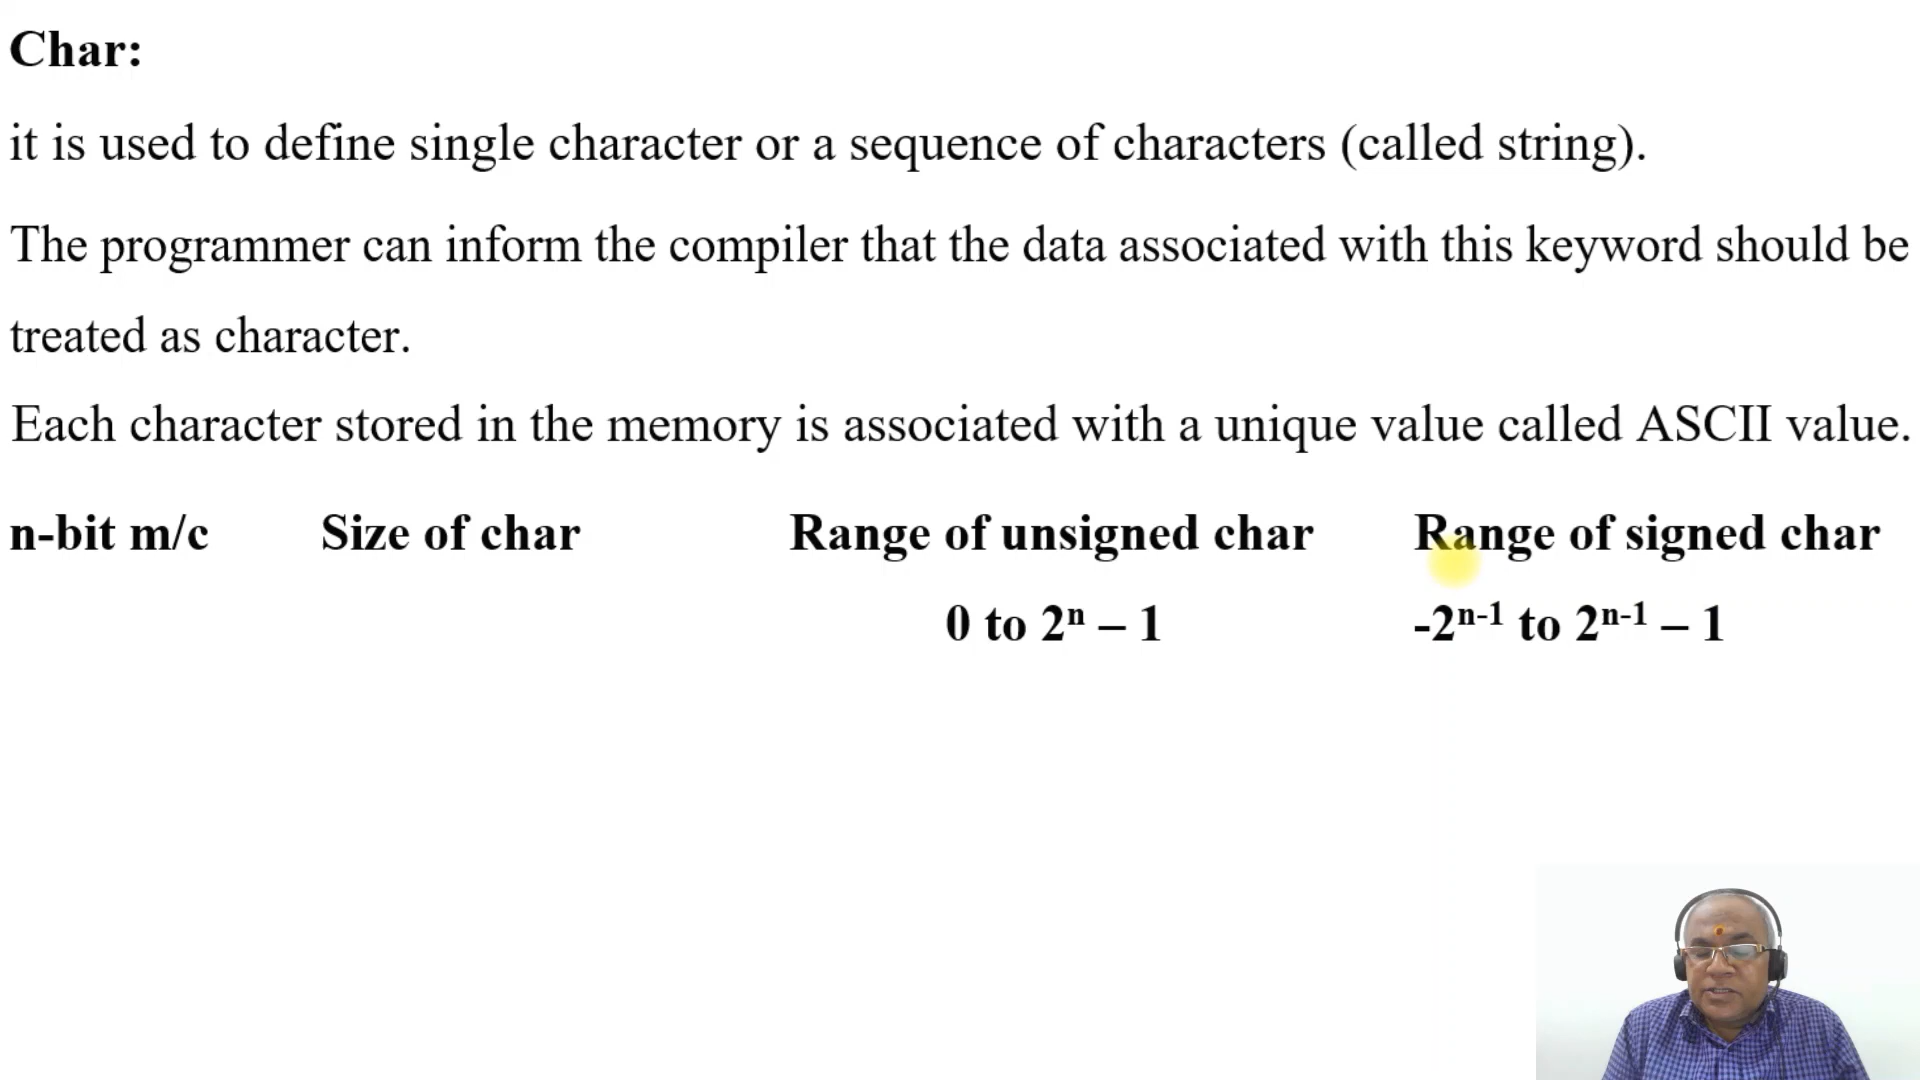 Char:
it is used to define single character or a sequence of characters (called string).
The programmer can inform the compiler that the data associated with this keyword should be
treated as character.
Each character stored in the memory is associated with a unique value called ASCII value.
n-bit m/c Size of char Range of unsigned char Range of signed char
0 to 2ⁿ – 1 -2ⁿ⁻¹ to 2ⁿ⁻¹ – 1